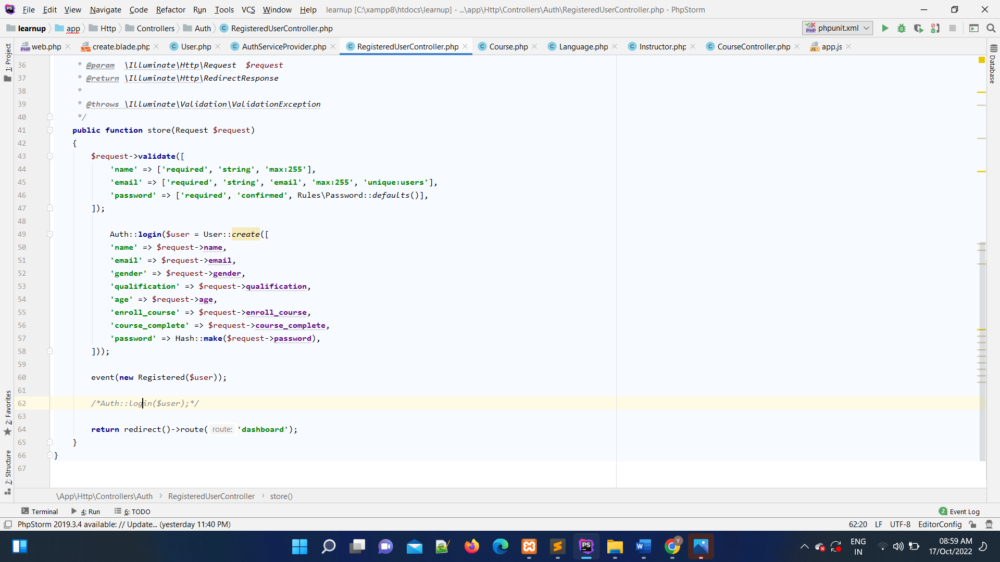 File Edit View Navigate Code Refactor Run Tools VCS Window Help learnup [C:\xampp8\htdocs\learnup] - ...\app\Http\Controllers\Auth\RegisteredUserController.php - PhpStorm
learnup app Http Controllers Auth RegisteredUserController.php phpunit.xml
web.php create.blade.php User.php AuthServiceProvider.php RegisteredUserController.php Course.php Language.php Instructor.php CourseController.php app.js
1: Project
Database
36 * @param \Illuminate\Http\Request $request
37 * @return \Illuminate\Http\RedirectResponse
38 *
39 * @throws \Illuminate\Validation\ValidationException
40 */
41 public function store(Request $request)
42 {
43 $request->validate([
44 'name' => ['required', 'string', 'max:255'],
45 'email' => ['required', 'string', 'email', 'max:255', 'unique:users'],
46 'password' => ['required', 'confirmed', Rules\Password::defaults()],
47 ]);
48
49 Auth::login($user = User::create([
50 'name' => $request->name,
51 'email' => $request->email,
52 'gender' => $request->gender,
53 'qualification' => $request->qualification,
54 'age' => $request->age,
55 'enroll_course' => $request->enroll_course,
56 'course_complete' => $request->course_complete,
57 'password' => Hash::make($request->password),
58 ]));
59
60 event(new Registered($user));
61
62 /*Auth::login($user);*/
63
64 return redirect()->route( route: 'dashboard');
65 }
66 }
67
2: Favorites
7: Structure
\App\Http\Controllers\Auth RegisteredUserController store()
Terminal 4: Run 6: TODO 2 Event Log
PhpStorm 2019.3.4 available: // Update... (yesterday 11:40 PM) 62:20 LF UTF-8 EditorConfig
ENG 08:59 AM
IN 17/Oct/2022